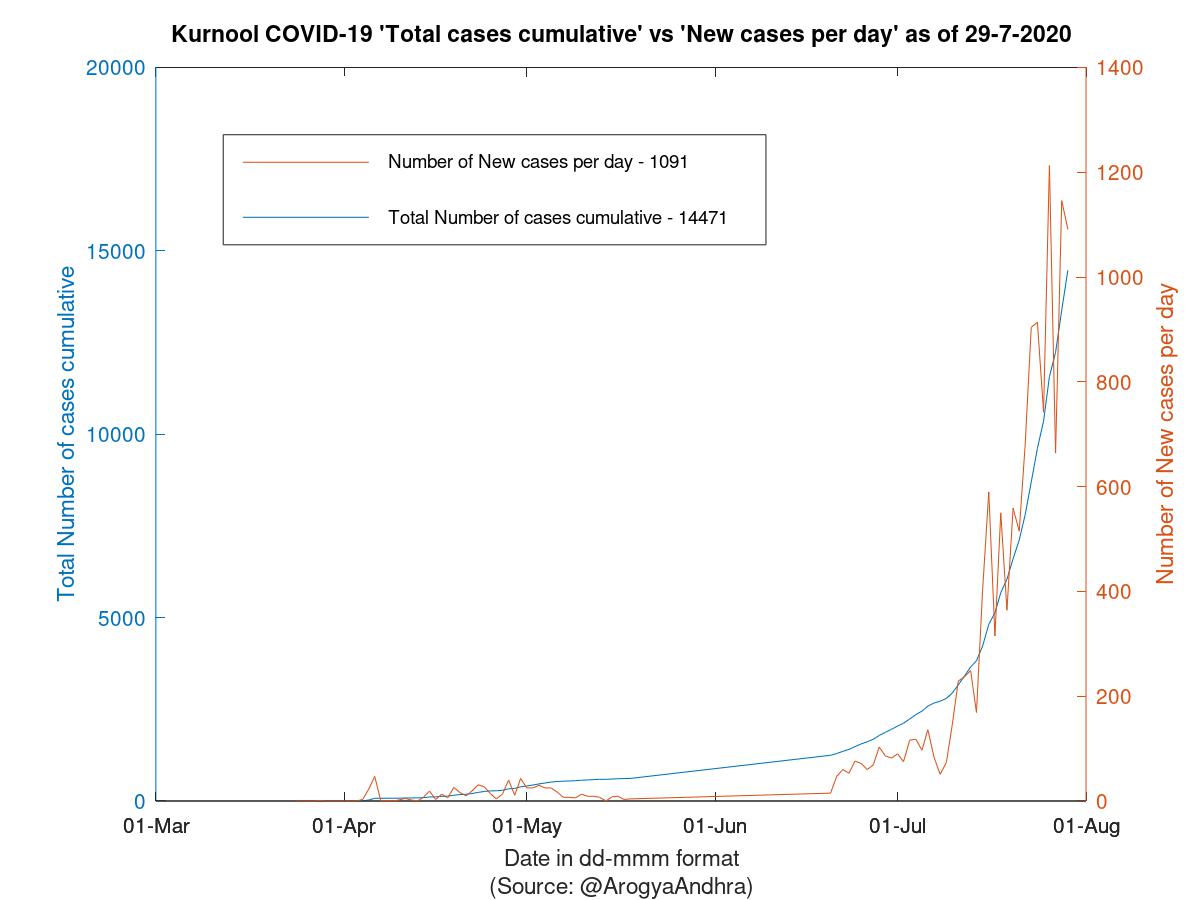 Kurnool COVID-19 'Total cases cumulative' vs 'New cases per day' as of 29-7-2020
20000
15000
10000
5000
0
Total Number of cases cumulative
Number of New cases per day - 1091
Total Number of cases cumulative - 14471
1400
1200
1000
800
600
400
200
0
Number of New cases per day
01-Mar 01-Apr 01-May 01-Jun 01-Jul 01-Aug
Date in dd-mmm format
(Source: @ArogyaAndhra)